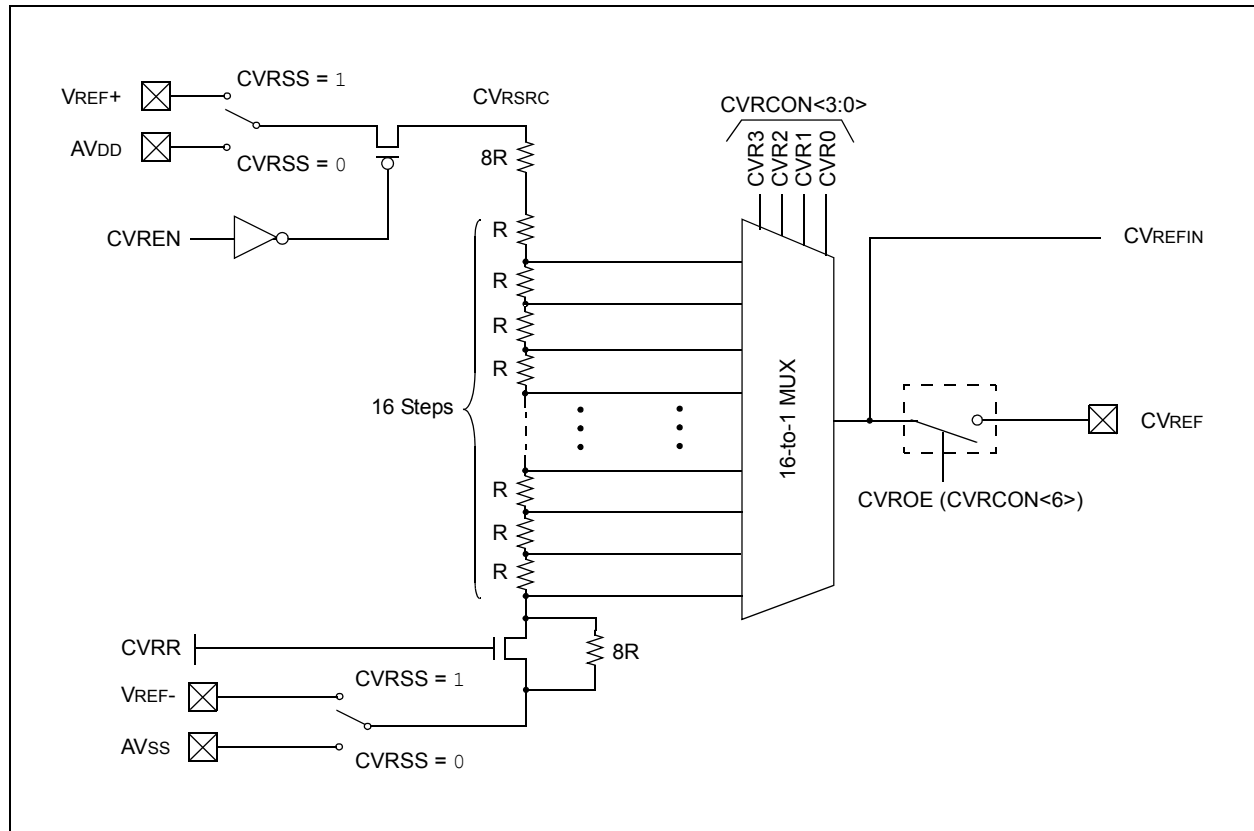 VREF+
CVRSS = 1
AVDD
CVRSS = 0
CVREN
CVRSRC
8R
R
R
R
R
16 Steps
R
R
R
CVRCON<3:0>
CVR3
CVR2
CVR1
CVR0
16-to-1 MUX
CVREFIN
CVREF
CVROE (CVRCON<6>)
CVRR
8R
VREF-
CVRSS = 1
AVSS
CVRSS = 0